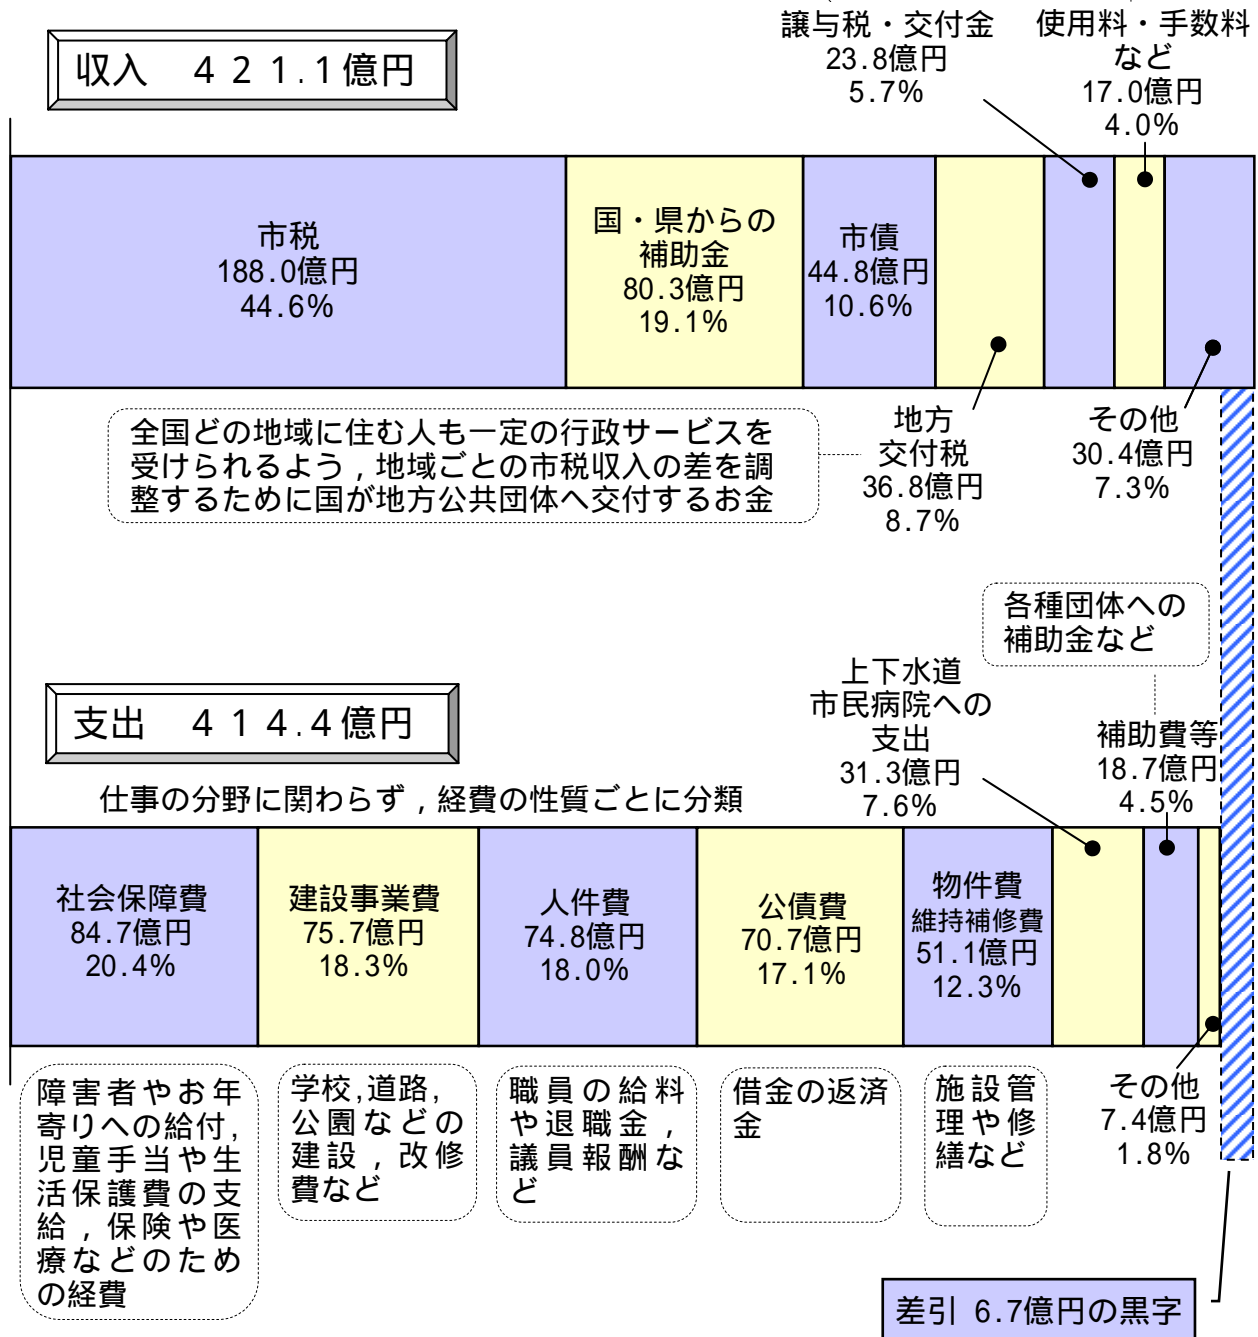 収入 ４２１.１億円
譲与税・交付金
23.8億円
5.7%
使用料・手数料
など
17.0億円
4.0%
市税
188.0億円
44.6%
国・県からの
補助金
80.3億円
19.1%
市債
44.8億円
10.6%
全国どの地域に住む人も一定の行政サービスを
受けられるよう，地域ごとの市税収入の差を調
整するために国が地方公共団体へ交付するお金
地方
交付税
36.8億円
8.7%
その他
30.4億円
7.3%
各種団体への
補助金など
支出 ４１４.４億円
上下水道
市民病院への
支出
31.3億円
7.6%
補助費等
18.7億円
4.5%
仕事の分野に関わらず，経費の性質ごとに分類
社会保障費
84.7億円
20.4%
建設事業費
75.7億円
18.3%
人件費
74.8億円
18.0%
公債費
70.7億円
17.1%
物件費
維持補修費
51.1億円
12.3%
障害者やお年
寄りへの給付，
児童手当や生
活保護費の支
給，保険や医
療などのため
の経費
学校，道路，
公園などの
建設，改修
費など
職員の給料
や退職金，
議員報酬な
ど
借金の返済
金
施設管
理や修
繕など
その他
7.4億円
1.8%
差引 6.7億円の黒字